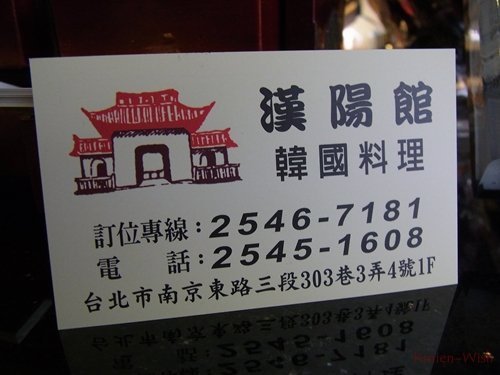 漢陽館
韓國料理
訂位專線：2546-7181
電　話：2545-1608
台北市南京東路三段303巷3弄4號1F